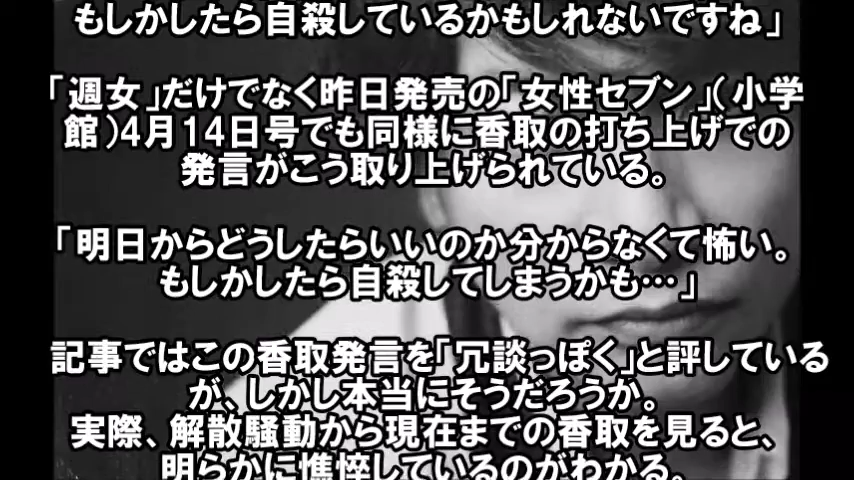 もしかしたら自殺しているかもしれないですね」
「週女」だけでなく昨日発売の「女性セブン」（小学
館）4月14日号でも同様に香取の打ち上げでの
発言がこう取り上げられている。
「明日からどうしたらいいのか分からなくて怖い。
もしかしたら自殺してしまうかも…」
記事ではこの香取発言を「冗談っぽく」と評している
が、しかし本当にそうだろうか。
実際、解散騒動から現在までの香取を見ると、
明らかに憔悴しているのがわかる。